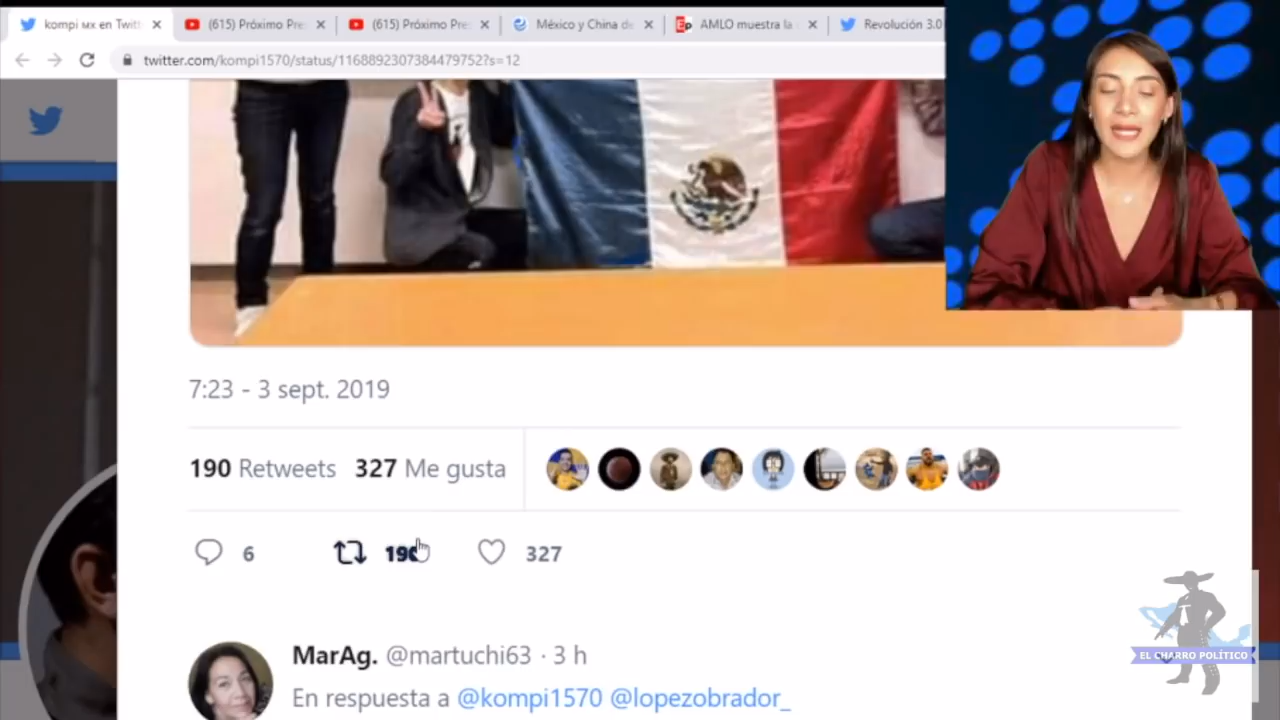 kompi мx en Twitt
(615) Próximo Pre
(615) Próximo Pre
México y China de
AMLO muestra la
Revolución 3.0
twitter.com/kompi1570/status/1168892307384479752?s=12
7:23 - 3 sept. 2019
190 Retweets 327 Me gusta
6 190 327
MarAg. @martuchi63 · 3 h
En respuesta a @kompi1570 @lopezobrador_
EL CHARRO POLÍTICO